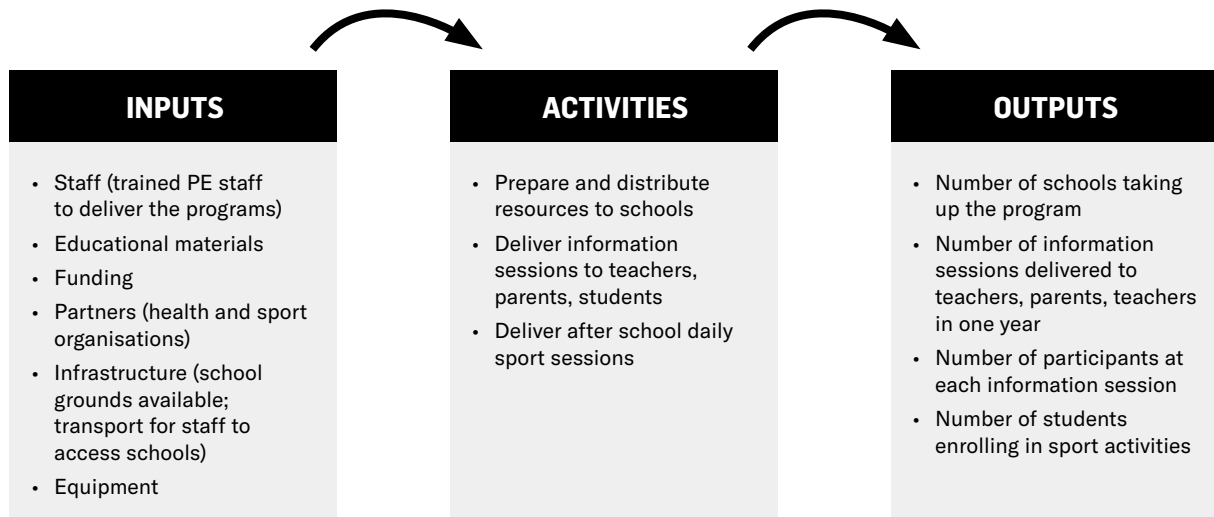 INPUTS
• Staff (trained PE staff
to deliver the programs)
• Educational materials
• Funding
• Partners (health and sport
organisations)
• Infrastructure (school
grounds available;
transport for staff to
access schools)
• Equipment
ACTIVITIES
• Prepare and distribute
resources to schools
• Deliver information
sessions to teachers,
parents, students
• Deliver after school daily
sport sessions
OUTPUTS
• Number of schools taking
up the program
• Number of information
sessions delivered to
teachers, parents, teachers
in one year
• Number of participants at
each information session
• Number of students
enrolling in sport activities